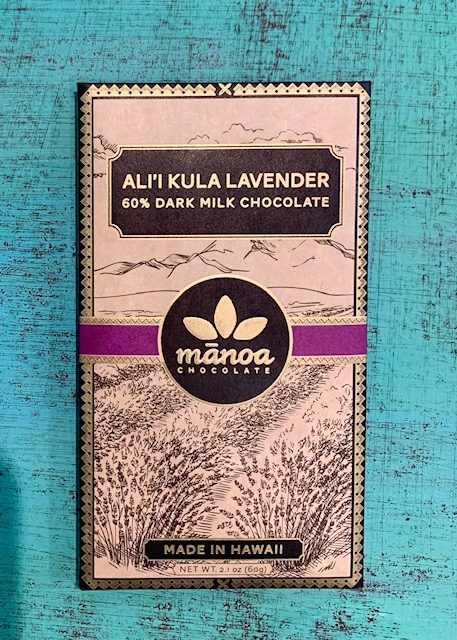 ALI'I KULA LAVENDER
60% DARK MILK CHOCOLATE
mānoa
CHOCOLATE
MADE IN HAWAII
NET WT. 2.1 oz (60g)